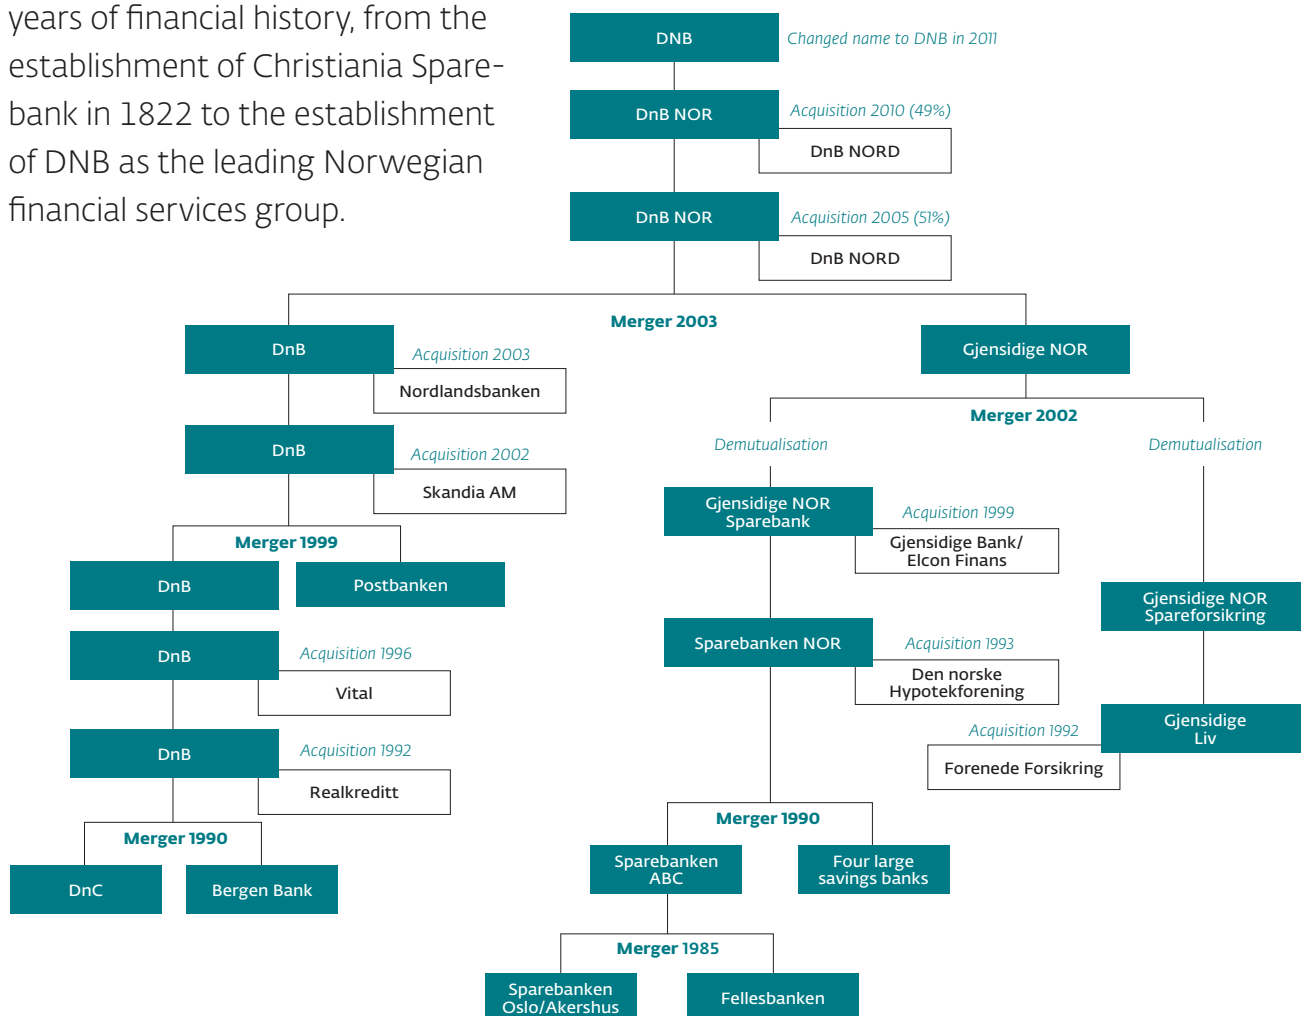 years of financial history, from the
establishment of Christiania Spare-
bank in 1822 to the establishment
of DNB as the leading Norwegian
financial services group.
DNB
Changed name to DNB in 2011
DnB NOR
Acquisition 2010 (49%)
DnB NORD
DnB NOR
Acquisition 2005 (51%)
DnB NORD
Merger 2003
DnB
Acquisition 2003
Nordlandsbanken
Gjensidige NOR
Merger 2002
DnB
Acquisition 2002
Skandia AM
Demutualisation
Demutualisation
Gjensidige NOR
Sparebank
Acquisition 1999
Gjensidige Bank/
Elcon Finans
Merger 1999
DnB
Postbanken
Gjensidige NOR
Spareforsikring
DnB
Acquisition 1996
Vital
Sparebanken NOR
Acquisition 1993
Den norske
Hypotekforening
DnB
Acquisition 1992
Realkreditt
Acquisition 1992
Gjensidige
Liv
Forenede Forsikring
Merger 1990
DnC
Bergen Bank
Merger 1990
Sparebanken
ABC
Four large
savings banks
Merger 1985
Sparebanken
Oslo/Akershus
Fellesbanken